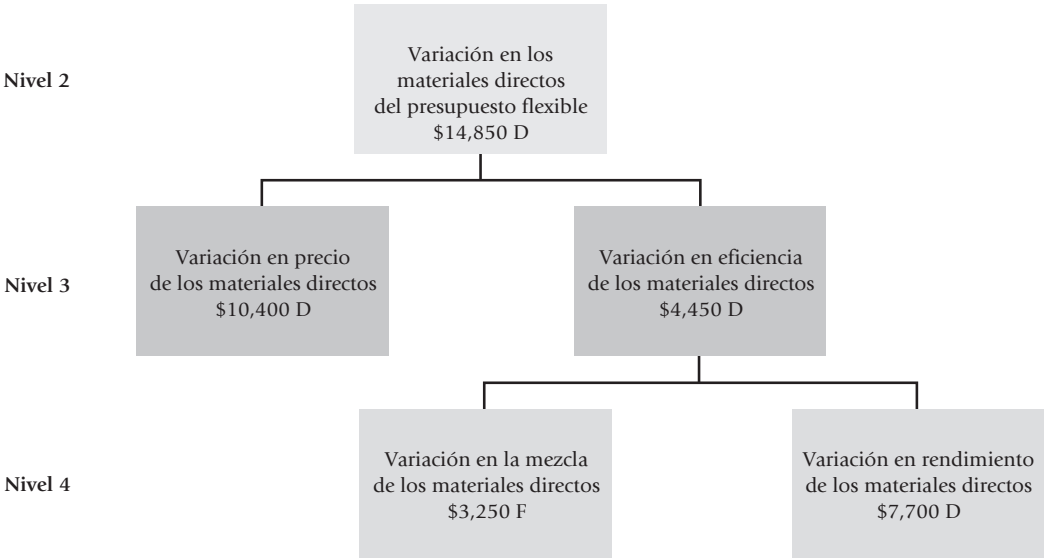 Nivel 2
Variación en los
materiales directos
del presupuesto flexible
$14,850 D
Nivel 3
Variación en precio
de los materiales directos
$10,400 D
Variación en eficiencia
de los materiales directos
$4,450 D
Nivel 4
Variación en la mezcla
de los materiales directos
$3,250 F
Variación en rendimiento
de los materiales directos
$7,700 D